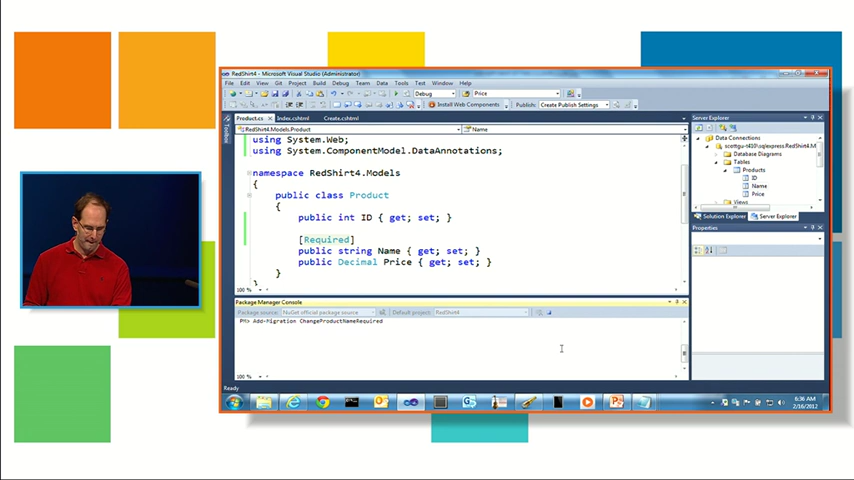 RedShirt4 - Microsoft Visual Studio (Administrator)
File Edit View Git Project Build Debug Team Data Tools Test Debug Window Help
Debug
Price
Install Web Components
Publish: Create Publish Settings
Product.cs
Index.cshtml
Create.cshtml
RedShirt4.Models.Product
Name
Toolbox
using System.Web;
using System.ComponentModel.DataAnnotations;
namespace RedShirt4.Models
{
public class Product
{
public int ID { get; set; }
[Required]
public string Name { get; set; }
public Decimal Price { get; set; }
}
100 %
Server Explorer
Data Connections
scottgu-t410\sqlexpress.RedShirt4.M
Database Diagrams
Tables
Products
ID
Name
Price
Views
Solution Explorer
Server Explorer
Properties
Package Manager Console
Package source: NuGet official package source
Default project: RedShirt4
PM> Add-Migration ChangeProductNameRequired
100 %
Ready
6:36 AM
2/16/2012